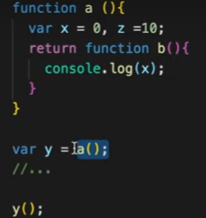 function a (){
var x = 0, z =10;
return function b(){
console.log(x);
}
}
var y =a();
//...
y();